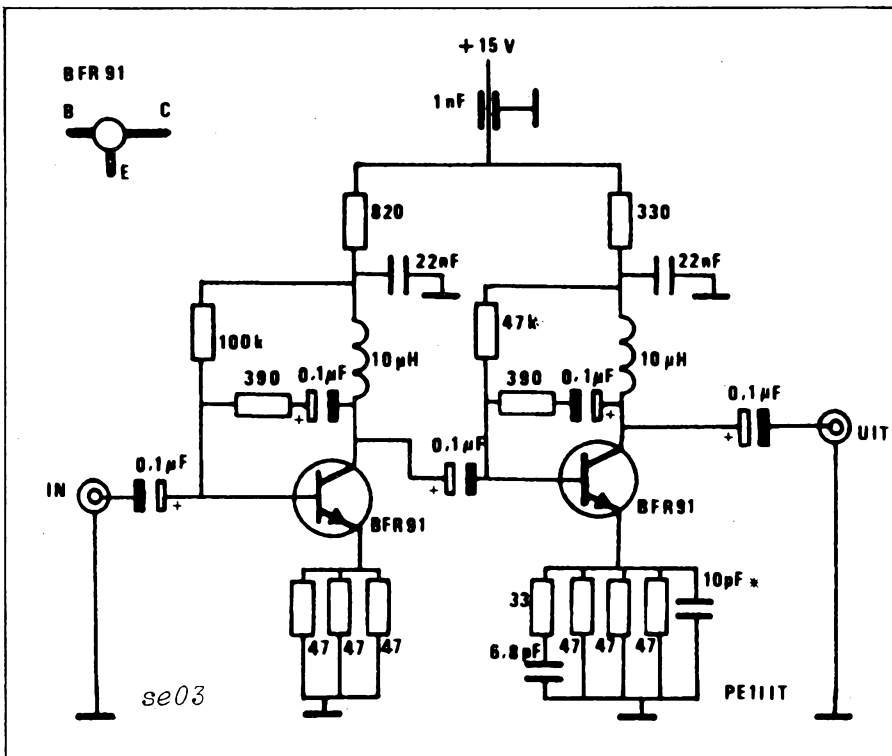 +15V
BFR91
B C
E
1nF
820
330
22nF
22nF
100k
47k
10µH
10µH
390
0,1µF
+
390
0,1µF
+
0,1µF
+
UIT
IN
0,1µF
+
0,1µF
+
BFR91
BFR91
47 47 47
33
47 47 47
10pF*
6,8pF
se03
PE1IIT